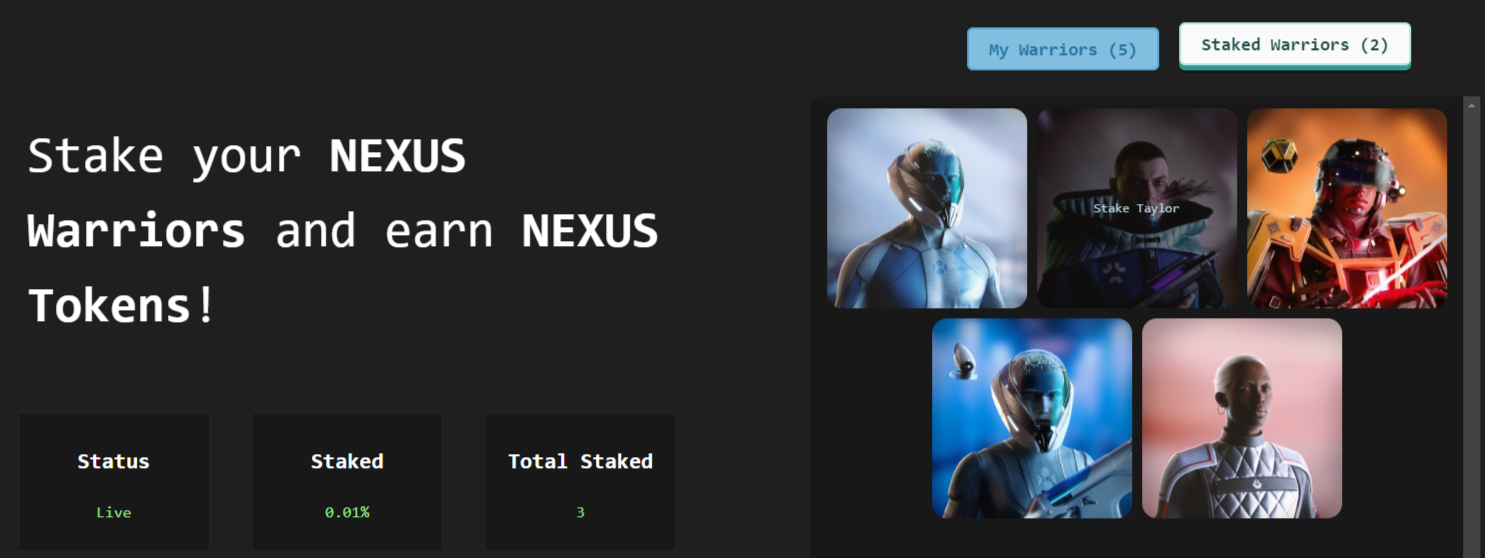 My Warriors (5)
Staked Warriors (2)
Stake your NEXUS
Warriors and earn NEXUS
Tokens!
Stake Taylor
Status
Staked
Total Staked
Live
0.01%
3